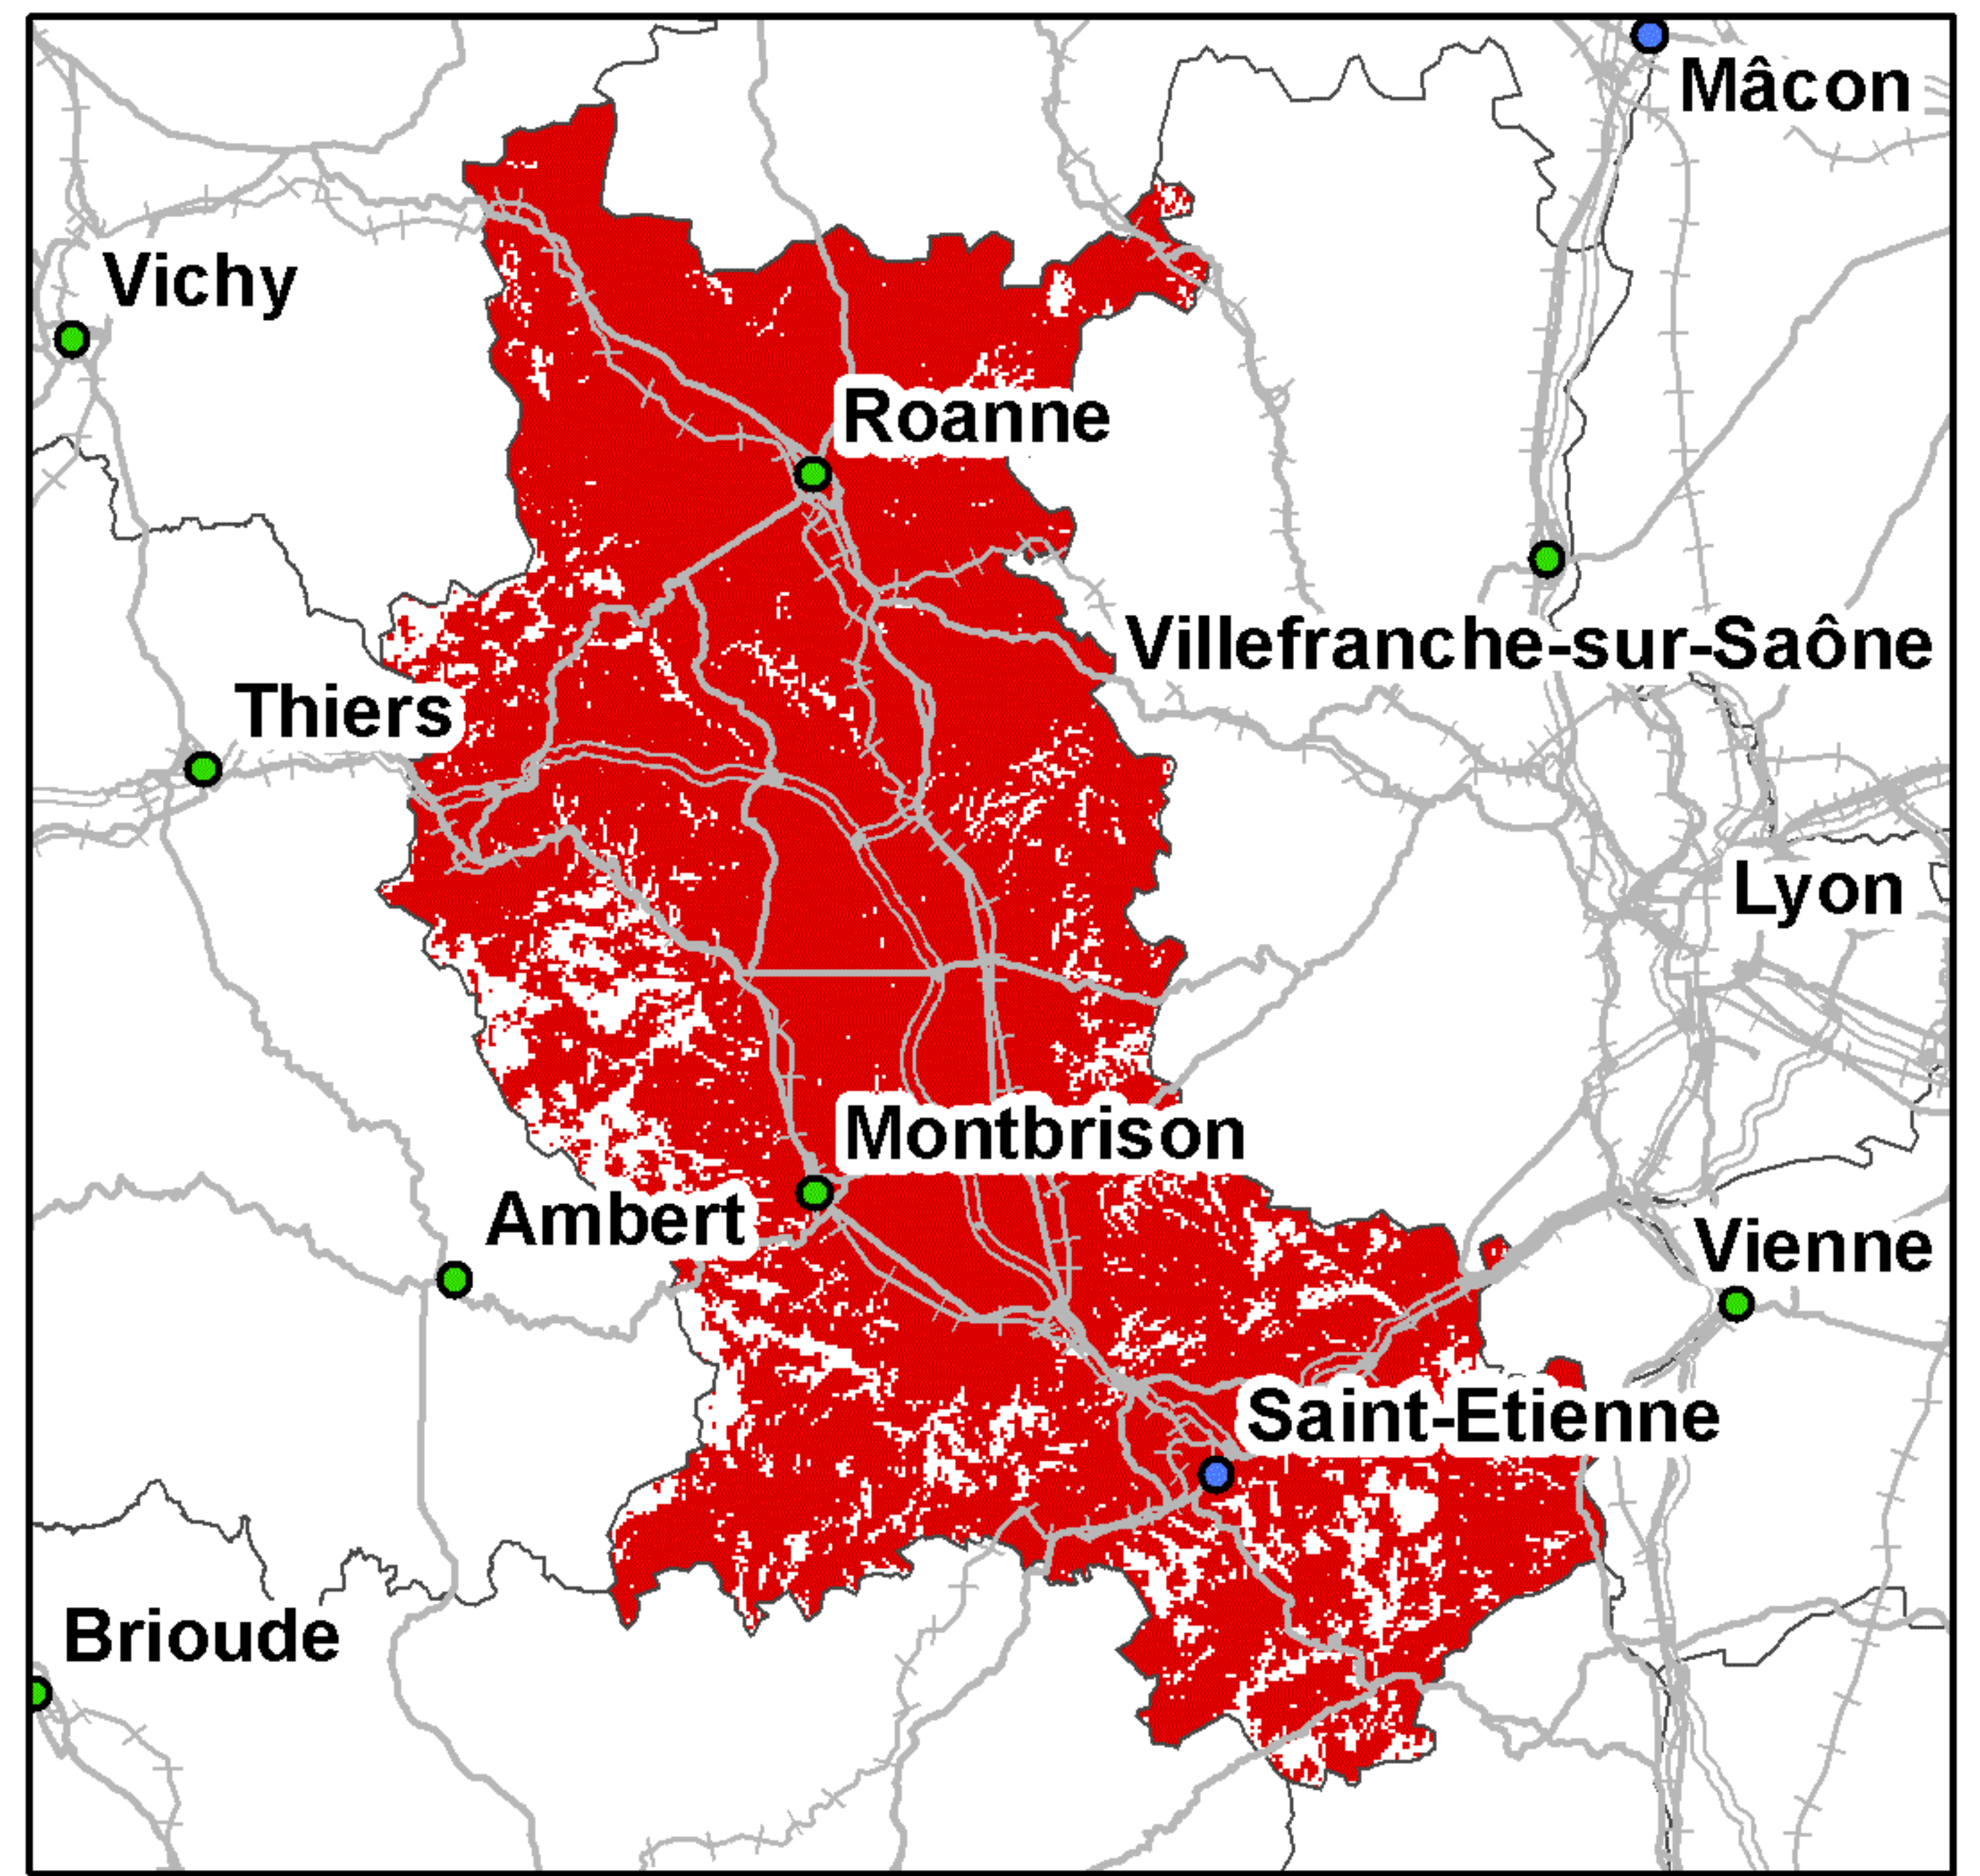 Mâcon
Vichy
Roanne
Villefranche-sur-Saône
Thiers
Lyon
Montbrison
Ambert
Vienne
Saint-Etienne
Brioude